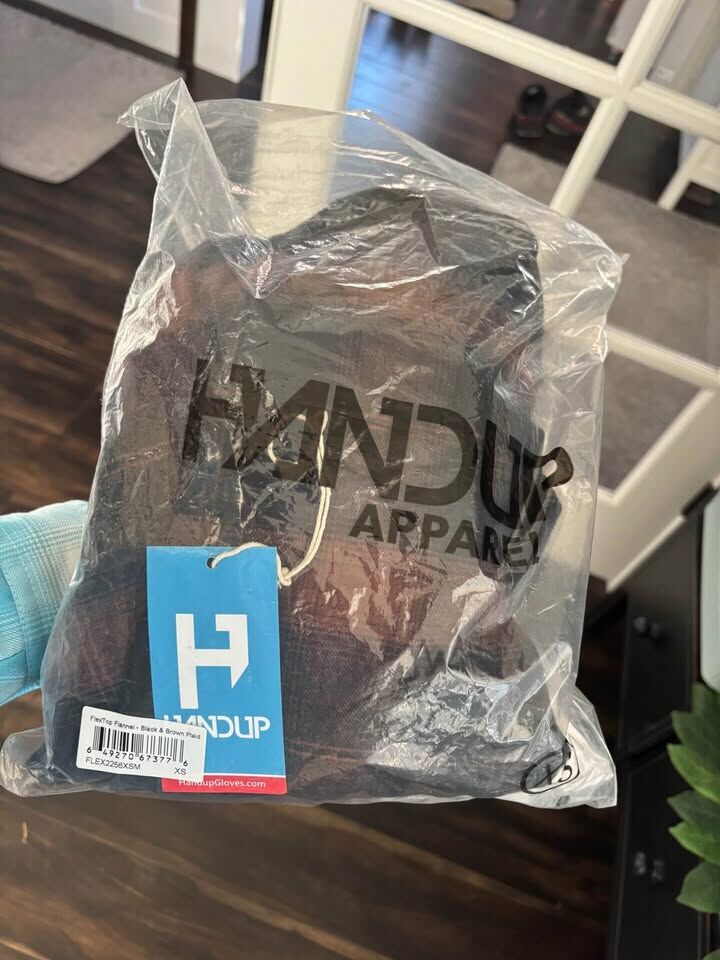 HANDUP
APPAREL
H
HANDUP
FlexTop Flannel - Black & Brown Plaid
6 49270 67377 6
FLEX2256XSM
XS
HandupGloves.com